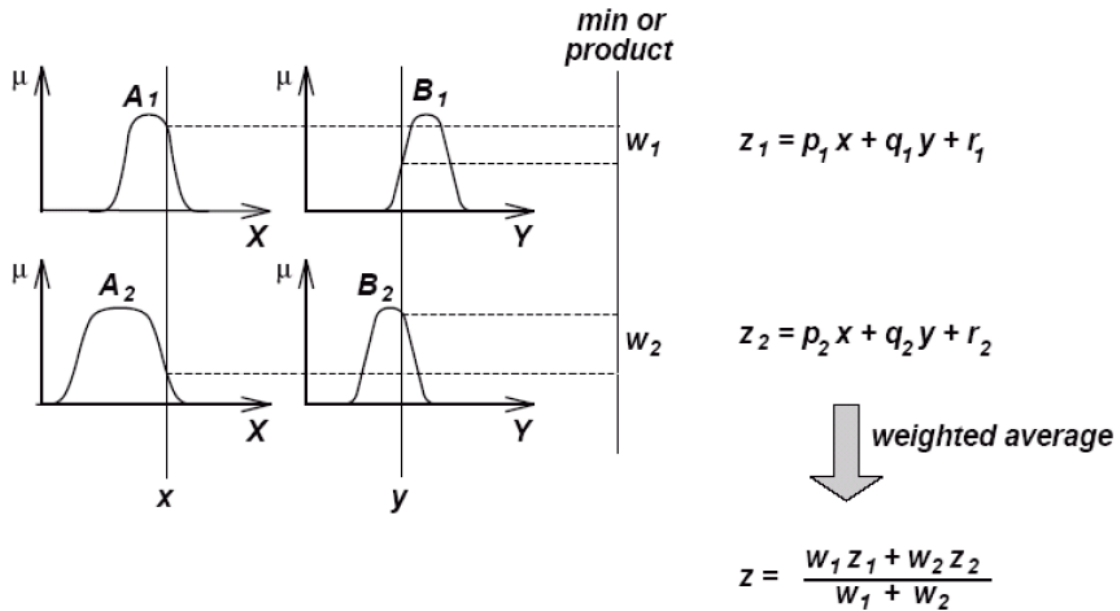 min or
product
μ A₁ μ B₁
w₁ z₁ = p₁ x + q₁ y + r₁
X Y
μ A₂ μ B₂
w₂ z₂ = p₂ x + q₂ y + r₂
X Y
weighted average
x y
z = (w₁ z₁ + w₂ z₂) / (w₁ + w₂)